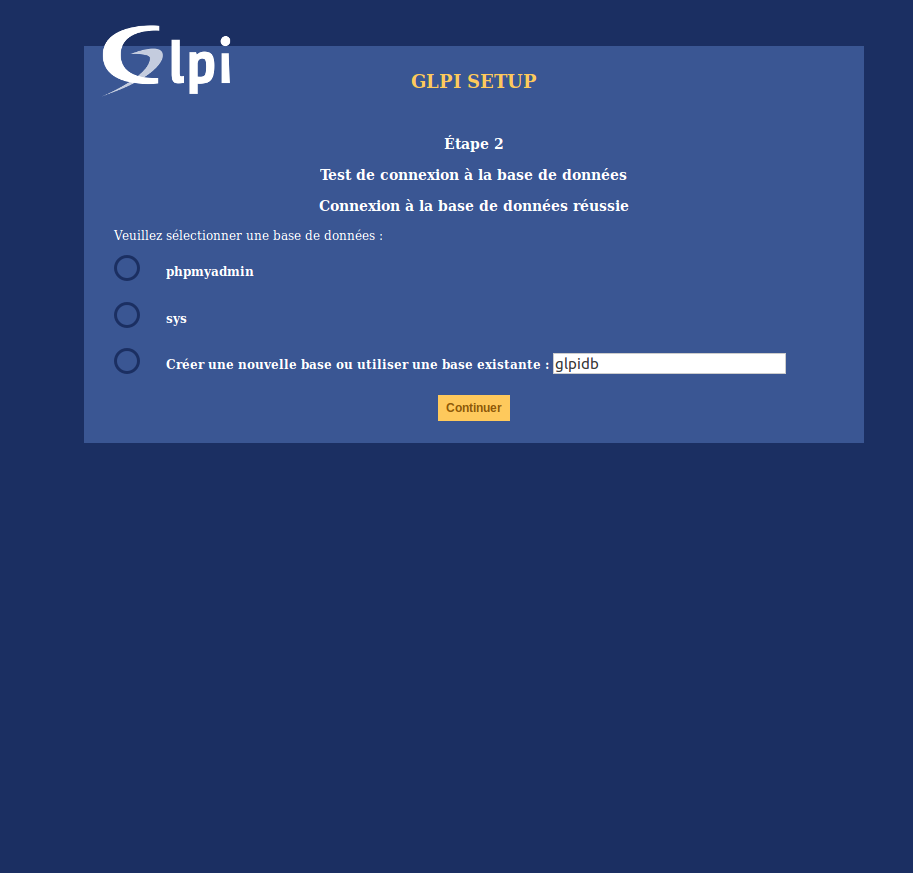 Glpi
GLPI SETUP
Étape 2
Test de connexion à la base de données
Connexion à la base de données réussie
Veuillez sélectionner une base de données :
phpmyadmin
sys
Créer une nouvelle base ou utiliser une base existante : glpidb
Continuer